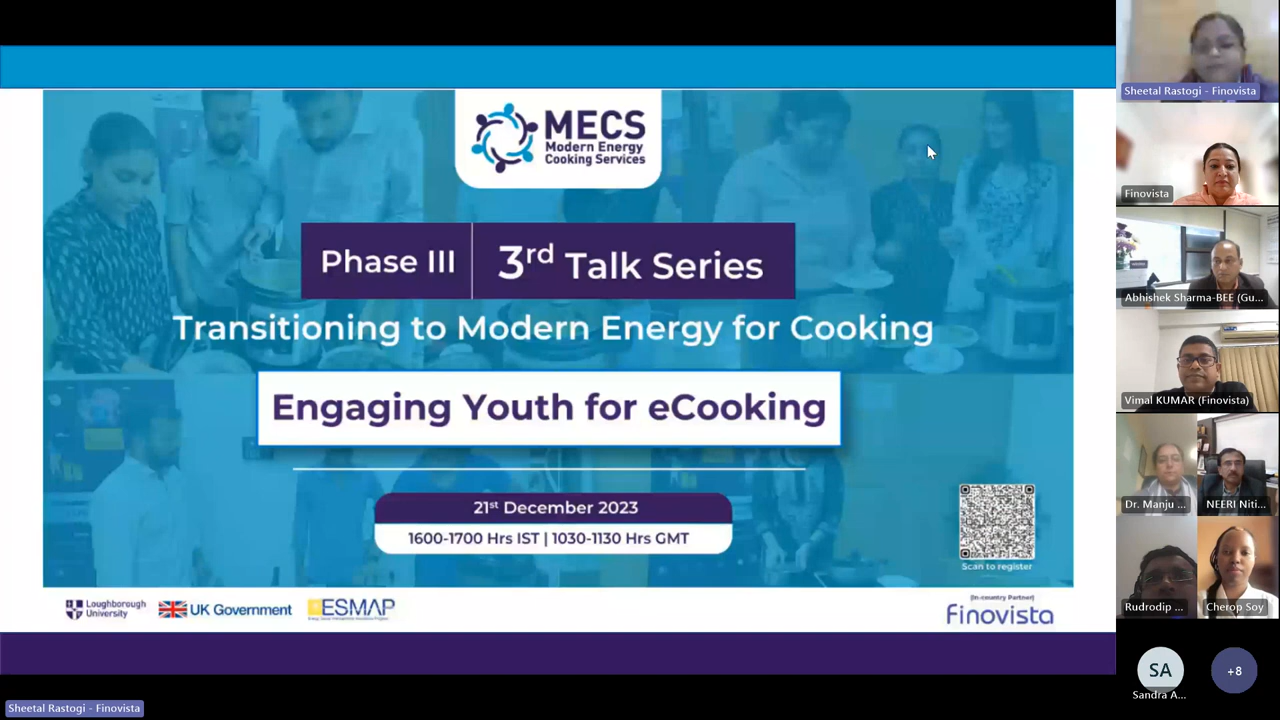 MECS
Modern Energy
Cooking Services
Phase III
3rd Talk Series
Transitioning to Modern Energy for Cooking
Engaging Youth for eCooking
21st December 2023
1600-1700 Hrs IST | 1030-1130 Hrs GMT
Scan to register
Loughborough
University
UK Government
ESMAP
(In-country Partner)
Finovista
Sheetal Rastogi - Finovista
Finovista
Abhishek Sharma-BEE (Gu...
Vimal KUMAR (Finovista)
Dr. Manju ...
NEERI Niti...
Rudrodip ...
Cherop Soy
SA
Sandra A...
+8
Sheetal Rastogi - Finovista